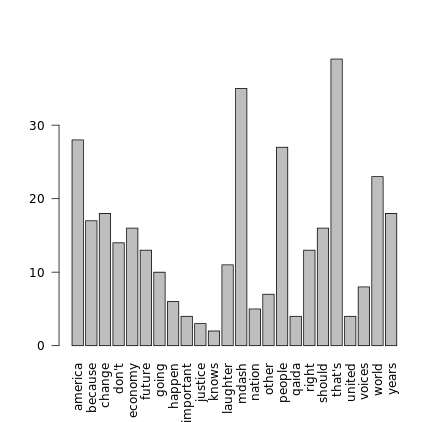 30
20
10
0
america
because
change
don't
economy
future
going
happen
important
justice
knows
laughter
mdash
nation
other
people
qaida
right
should
that's
united
voices
world
years